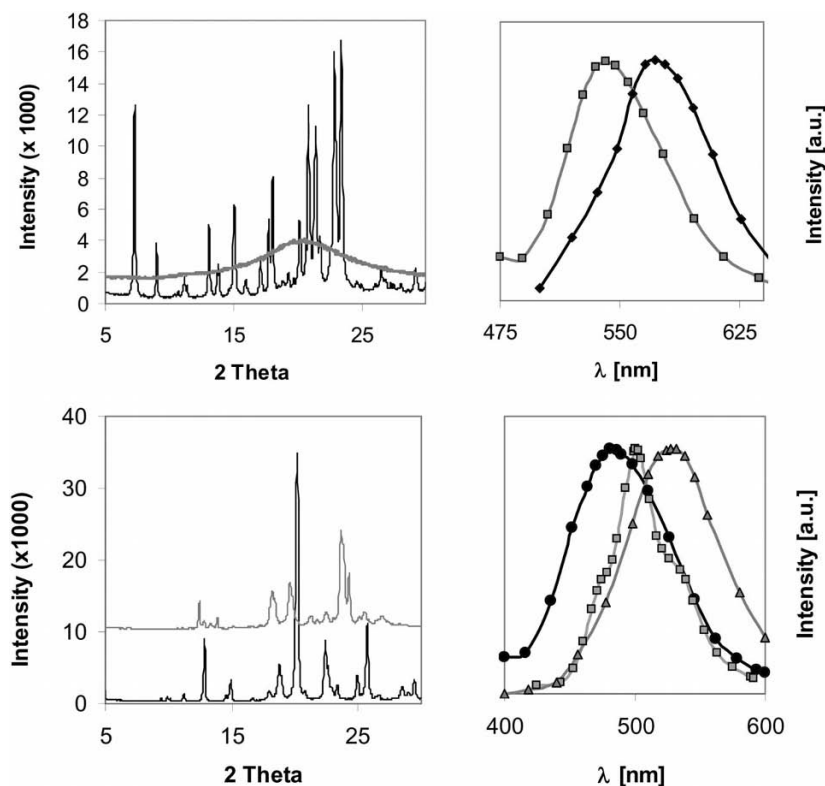 18
16
14
12
10
8
6
4
2
0
Intensity (x 1000)
5 15 25
2 Theta
475 550 625
λ [nm]
Intensity [a.u.]
40
30
20
10
0
Intensity (x1000)
5 15 25
2 Theta
400 500 600
λ [nm]
Intensity [a.u.]